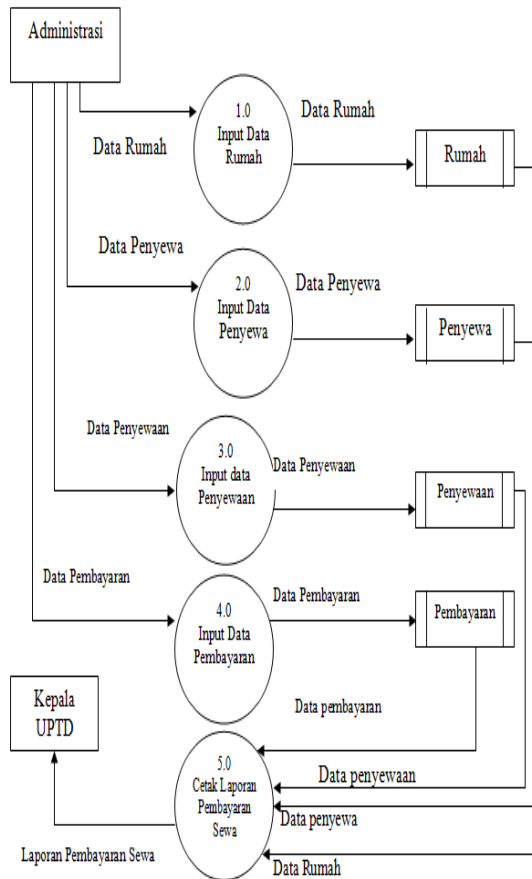 Administrasi
1.0
Input Data
Rumah
Data Rumah
Data Rumah
Rumah
Data Penyewa
2.0
Input Data
Penyewa
Data Penyewa
Penyewa
Data Penyewaan
3.0
Input data
Penyewaan
Data Penyewaan
Penyewaan
Data Pembayaran
4.0
Input Data
Pembayaran
Data Pembayaran
Pembayaran
Kepala
UPTD
Data pembayaran
5.0
Cetak Laporan
Pembayaran
Sewa
Data penyewaan
Data penyewa
Laporan Pembayaran Sewa
Data Rumah